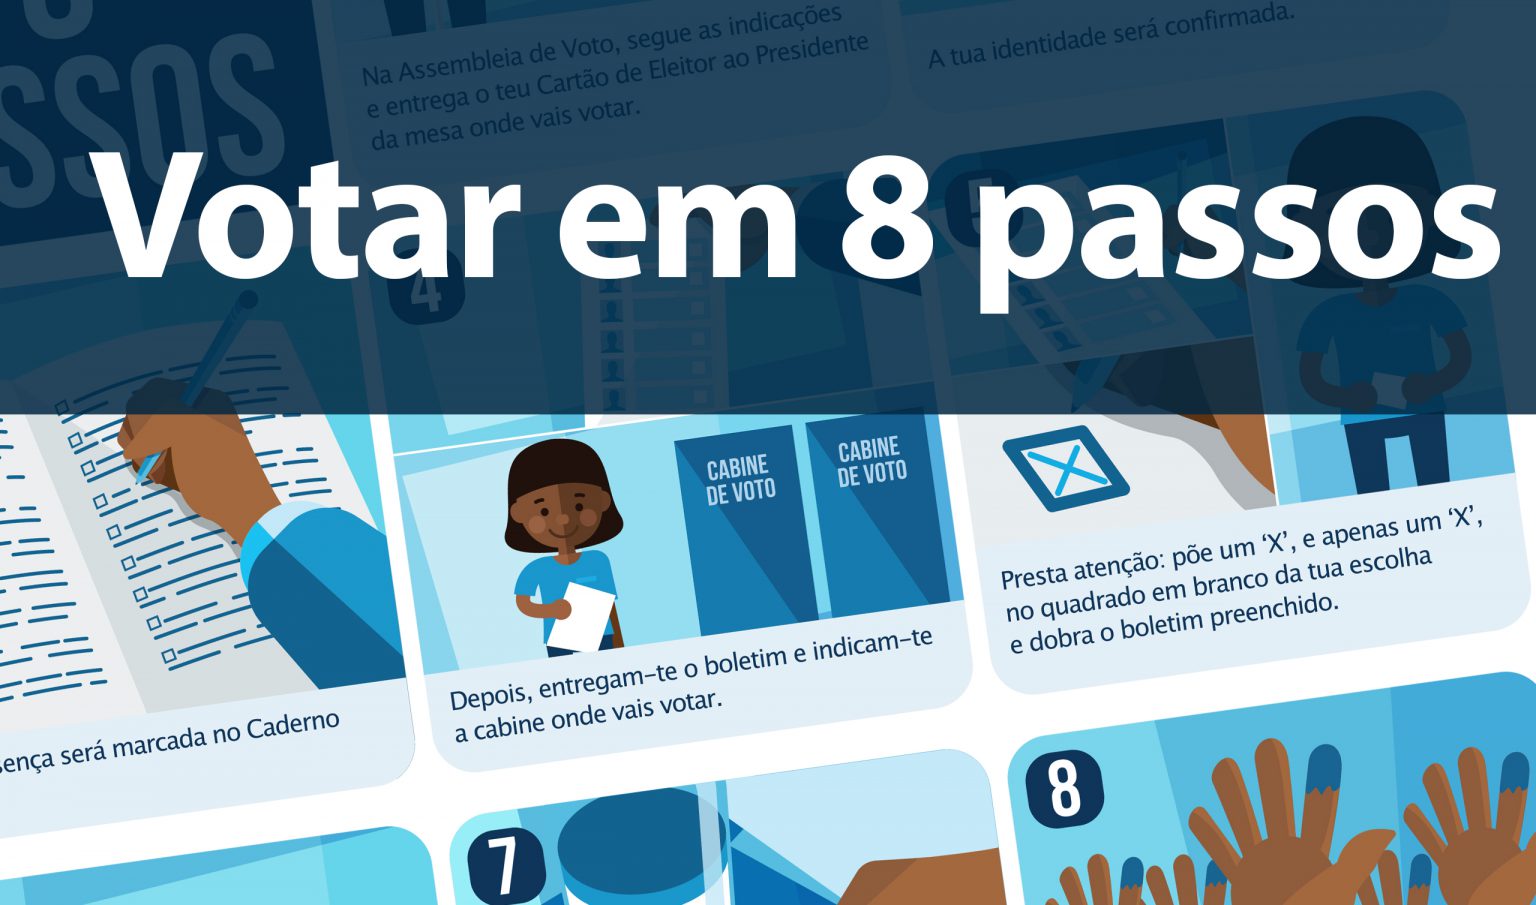 SSOS
Na Assembleia de Voto, segue as indicações
e entrega o teu Cartão de Eleitor ao Presidente
da mesa onde vais votar.
A tua identidade será confirmada.
Votar em 8 passos
4
5
CABINE
DE VOTO
CABINE
DE VOTO
sença será marcada no Caderno
Depois, entregam-te o boletim e indicam-te
a cabine onde vais votar.
Presta atenção: põe um ‘X’, e apenas um ‘X’,
no quadrado em branco da tua escolha
e dobra o boletim preenchido.
7
8